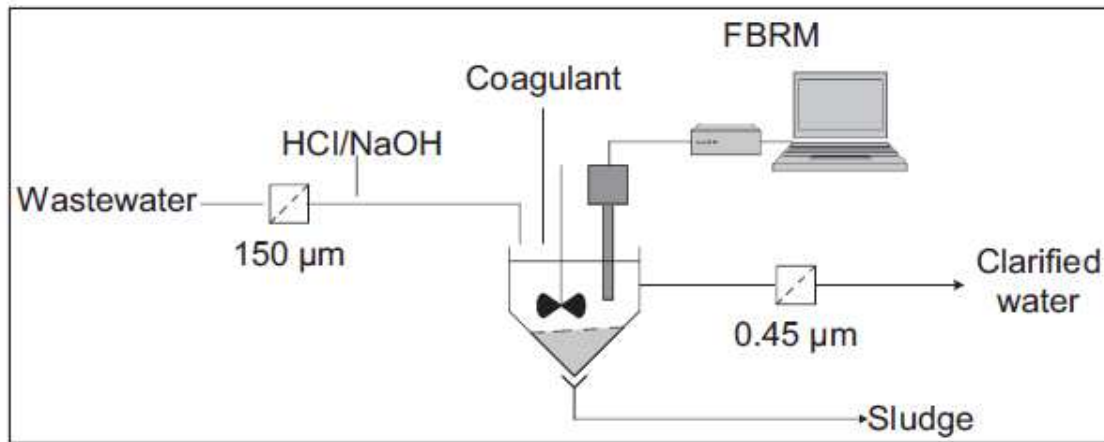 FBRM
Coagulant
HCl/NaOH
Wastewater
150 µm
Clarified
water
0.45 µm
Sludge